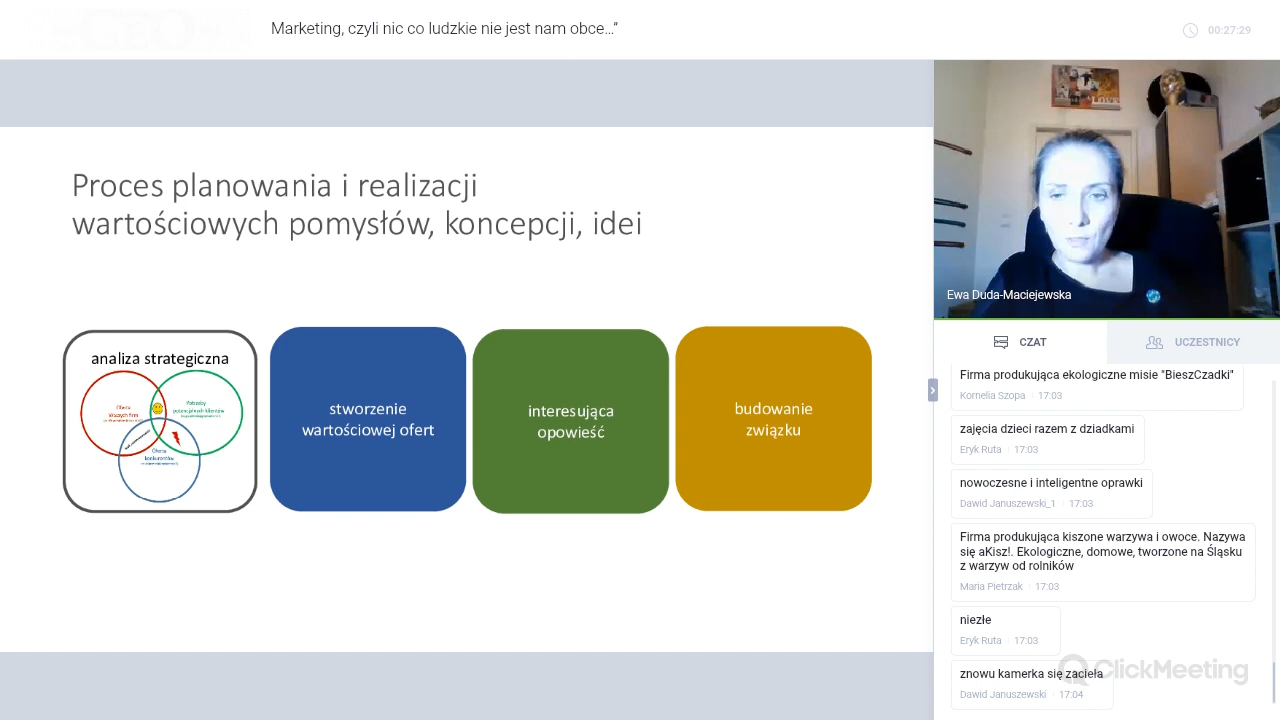 Marketing, czyli nic co ludzkie nie jest nam obce..."
00:27:29
Proces planowania i realizacji
wartościowych pomysłów, koncepcji, idei
analiza strategiczna
Oferta
Potrzeby
potencjalnych klientów
Oferta
konkurentów
stworzenie
wartościowej ofert
interesująca
opowieść
budowanie
związku
Ewa Duda-Maciejewska
CZAT
UCZESTNICY
Firma produkująca ekologiczne misie "BieszCzadki"
Kornelia Szopa 17:03
zajęcia dzieci razem z dziadkami
Eryk Ruta 17:03
nowoczesne i inteligentne oprawki
Dawid Januszewski_1 17:03
Firma produkująca kiszone warzywa i owoce. Nazywa
się aKisz!. Ekologiczne, domowe, tworzone na Śląsku
z warzyw od rolników
Maria Pietrzak 17:03
niezłe
Eryk Ruta 17:03
znowu kamerka się zacieła
Dawid Januszewski 17:04
ClickMeeting